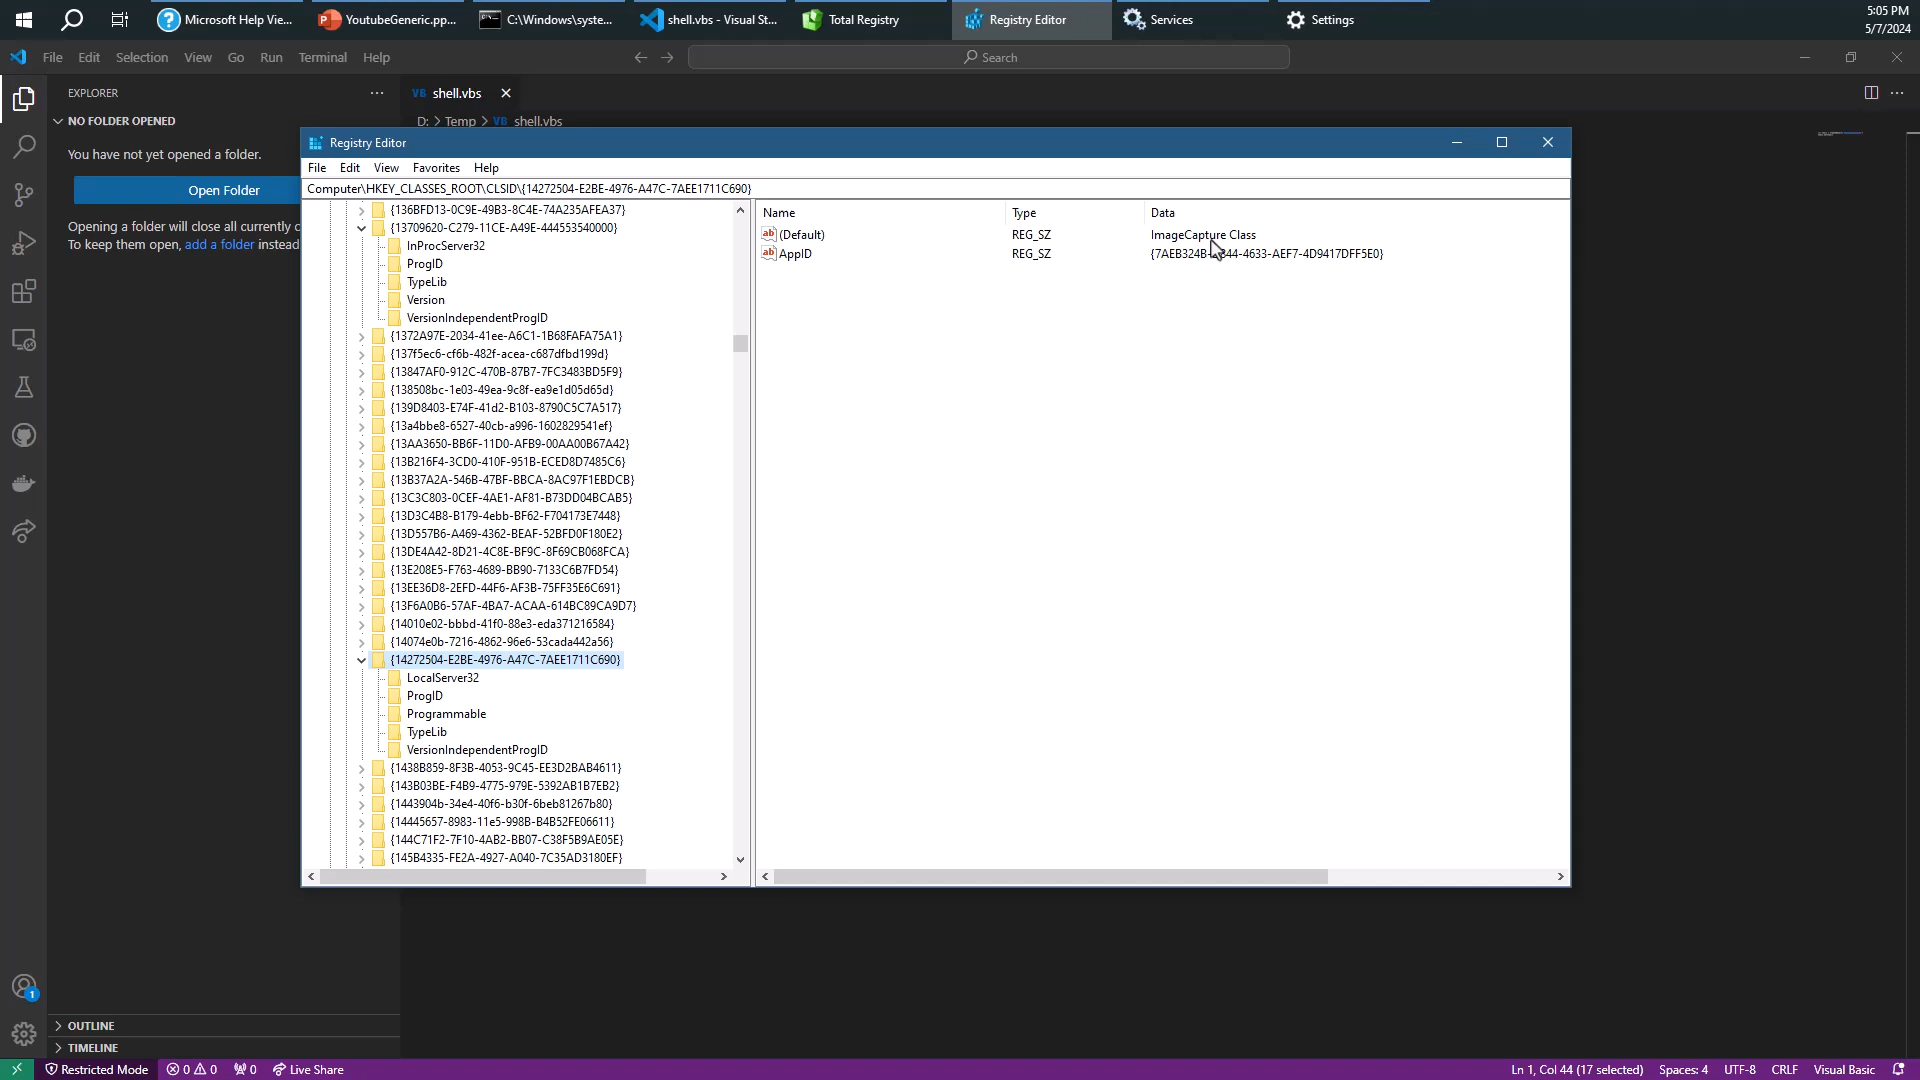 Microsoft Help Vie...
YoutubeGeneric.pp...
C:\Windows\syste...
shell.vbs - Visual St...
Total Registry
Registry Editor
Services
Settings
5:05 PM
5/7/2024
File Edit Selection View Go Run Terminal Help
Search
EXPLORER
NO FOLDER OPENED
You have not yet opened a folder.
Open Folder
Opening a folder will close all currently
To keep them open, add a folder instead
VB shell.vbs
D: > Temp > VB shell.vbs
Registry Editor
File Edit View Favorites Help
Computer\HKEY_CLASSES_ROOT\CLSID\{14272504-E2BE-4976-A47C-7AEE1711C690}
{136BFD13-0C9E-49B3-8C4E-74A235AFEA37}
{13709620-C279-11CE-A49E-444553540000}
InProcServer32
ProgID
TypeLib
Version
VersionIndependentProgID
{1372A97E-2034-41ee-A6C1-1B68FAFA75A1}
{137f5ec6-cf6b-482f-acea-c687dfbd199d}
{13847AF0-912C-470B-87B7-7FC3483BD5F9}
{138508bc-1e03-49ea-9c8f-ea9e1d05d65d}
{139D8403-E74F-41d2-B103-8790C5C7A517}
{13a4bbe8-6527-40cb-a996-1602829541ef}
{13AA3650-BB6F-11D0-AFB9-00AA00B67A42}
{13B216F4-3CD0-410F-951B-ECED8D7485C6}
{13B37A2A-546B-47BF-BBCA-8AC97F1EBDCB}
{13C3C803-0CEF-4AE1-AF81-B73DD04BCAB5}
{13D3C4B8-B179-4ebb-BF62-F704173E7448}
{13D557B6-A469-4362-BEAF-52BFD0F180E2}
{13DE4A42-8D21-4C8E-BF9C-8F69CB068FCA}
{13E208E5-F763-4689-BB90-7133C6B7FD54}
{13EE36D8-2EFD-44F6-AF3B-75FF35E6C691}
{13F6A0B6-57AF-4BA7-ACAA-614BC89CA9D7}
{14010e02-bbbd-41f0-88e3-eda371216584}
{14074e0b-7216-4862-96e6-53cada442a56}
{14272504-E2BE-4976-A47C-7AEE1711C690}
LocalServer32
ProgID
Programmable
TypeLib
VersionIndependentProgID
{1438B859-8F3B-4053-9C45-EE3D2BAB4611}
{143B03BE-F4B9-4775-979E-5392AB1B7EB2}
{1443904b-34e4-40f6-b30f-6beb81267b80}
{14445657-8983-11e5-998B-B4B52FE06611}
{144C71F2-7F10-4AB2-BB07-C38F5B9AE05E}
{145B4335-FE2A-4927-A040-7C35AD3180EF}
Name Type Data
ab (Default) REG_SZ ImageCapture Class
ab AppID REG_SZ
OUTLINE
TIMELINE
1
Restricted Mode 0 0 0 Live Share
Ln 1, Col 44 (17 selected) Spaces: 4 UTF-8 CRLF Visual Basic